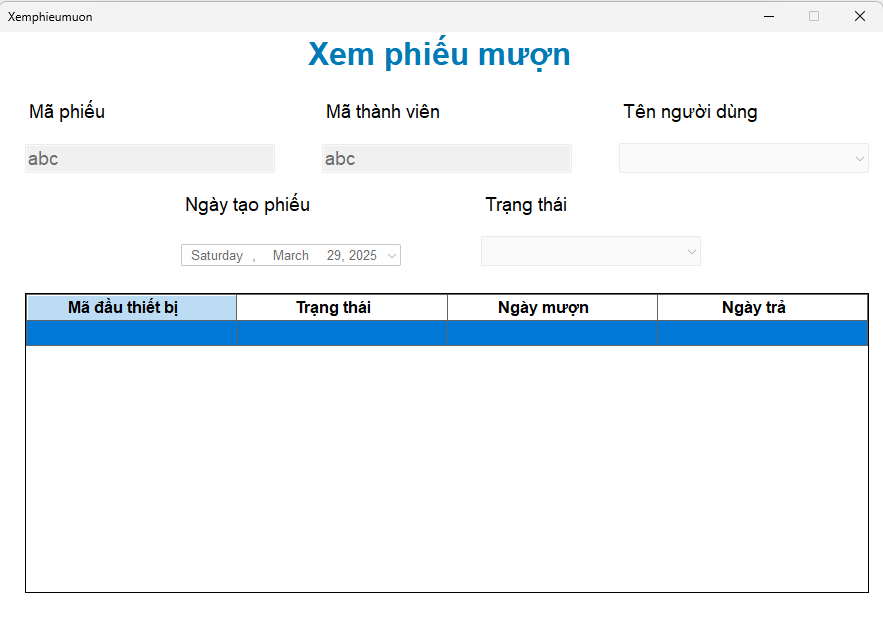 Xemphieumuon
Xem phiếu mượn
Mã phiếu Mã thành viên Tên người dùng
abc abc
Ngày tạo phiếu Trạng thái
Saturday , March 29, 2025
Mã đầu thiết bị Trạng thái Ngày mượn Ngày trả